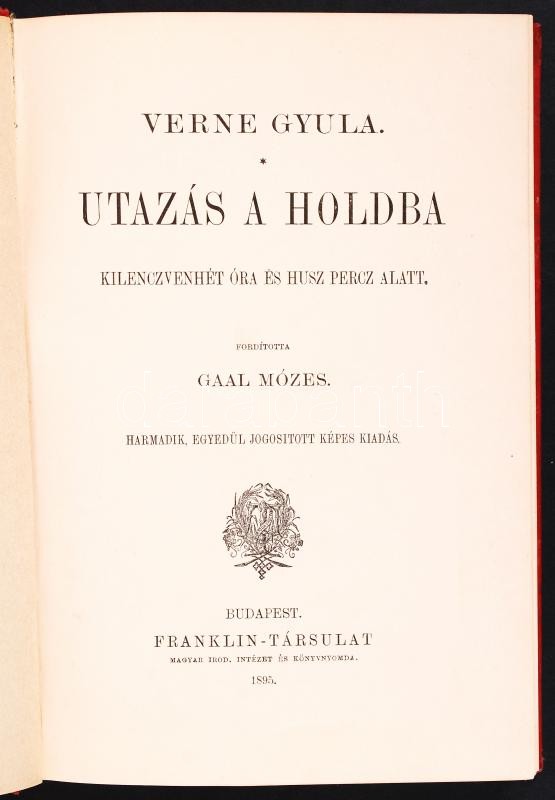 VERNE GYULA.
*
UTAZÁS A HOLDBA
KILENCZVENHÉT ÓRA ÉS HUSZ PERCZ ALATT.
FORDÍTOTTA
GAAL MÓZES.
HARMADIK, EGYEDÜL JOGOSITOTT KÉPES KIADÁS.
BUDAPEST.
FRANKLIN-TÁRSULAT
MAGYAR IROD. INTÉZET ÉS KÖNYVNYOMDA.
1895.